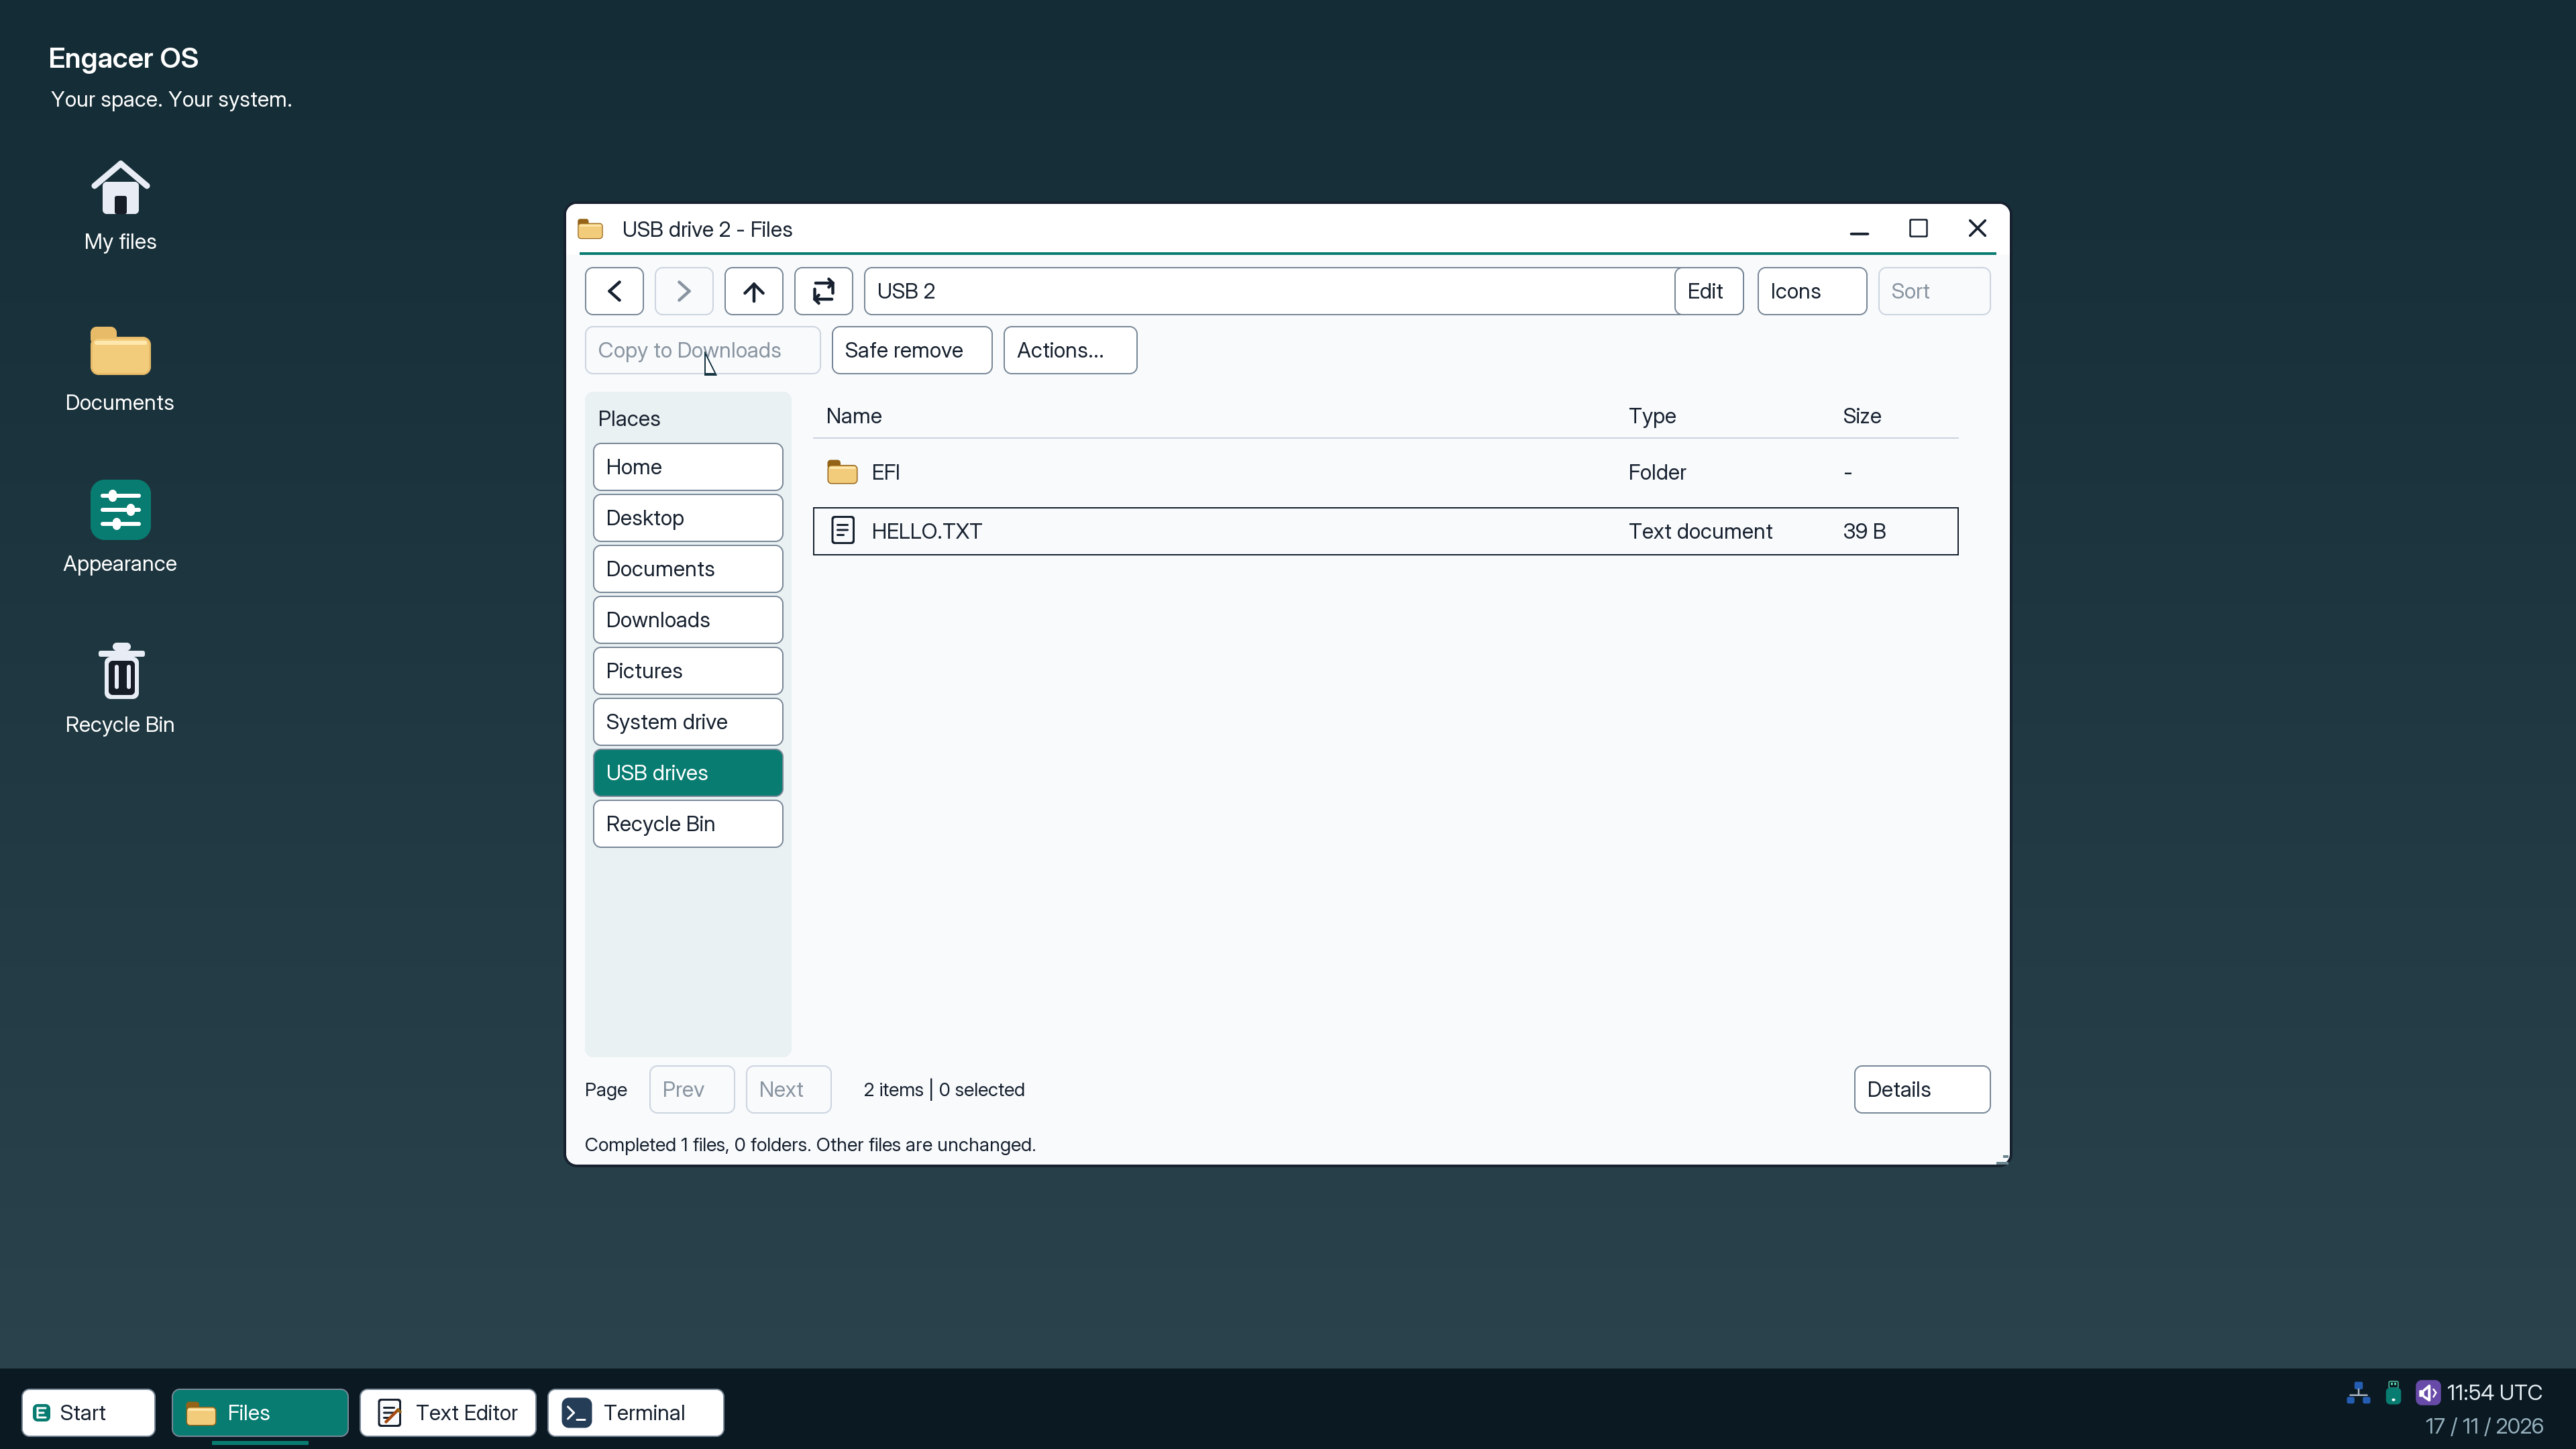 Engacer OS
Your space. Your system.
My files
Documents
Appearance
Recycle Bin
USB drive 2 - Files
USB 2
Edit
Icons
Sort
Copy to Downloads
Safe remove
Actions...
Places
Home
Desktop
Documents
Downloads
Pictures
System drive
USB drives
Recycle Bin
Name Type Size
EFI Folder -
HELLO.TXT Text document 39 B
Page Prev Next 2 items | 0 selected Details
Completed 1 files, 0 folders. Other files are unchanged.
E Start Files Text Editor Terminal
11:54 UTC
17 / 11 / 2026